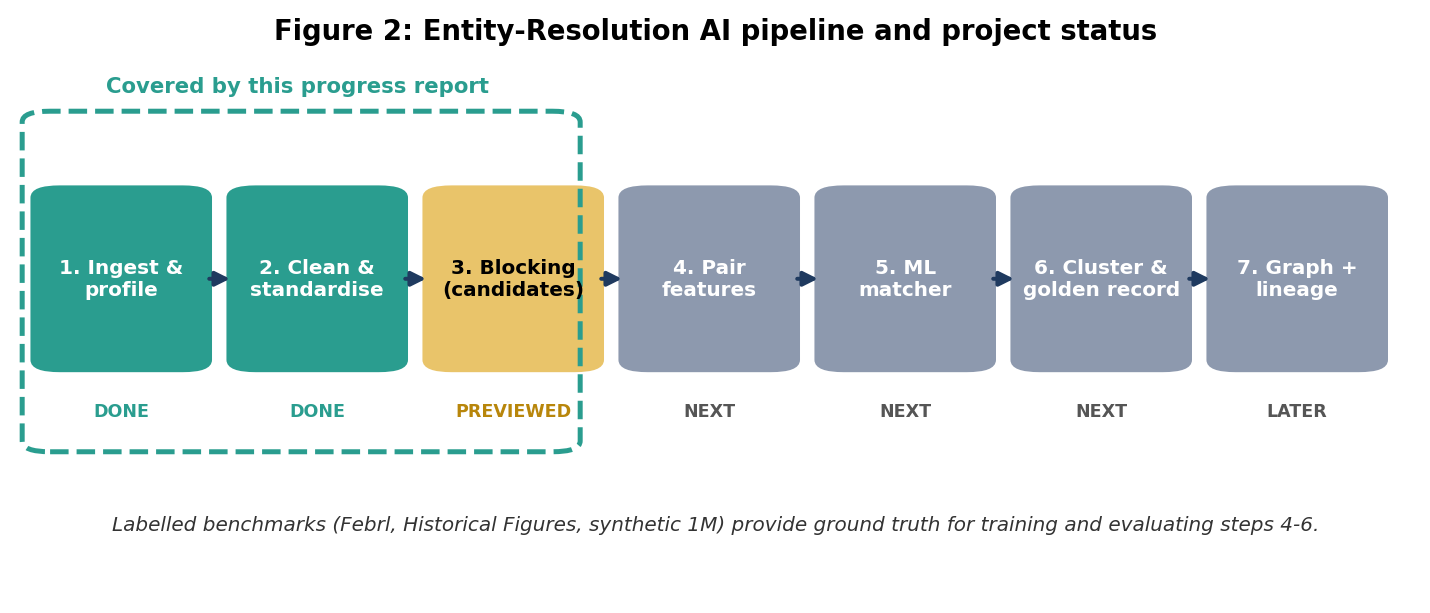 Figure 2: Entity-Resolution AI pipeline and project status
Covered by this progress report
1. Ingest &
profile
2. Clean &
standardise
3. Blocking
(candidates)
4. Pair
features
5. ML
matcher
6. Cluster &
golden record
7. Graph +
lineage
DONE
DONE
PREVIEWED
NEXT
NEXT
NEXT
LATER
Labelled benchmarks (Febrl, Historical Figures, synthetic 1M) provide ground truth for training and evaluating steps 4-6.